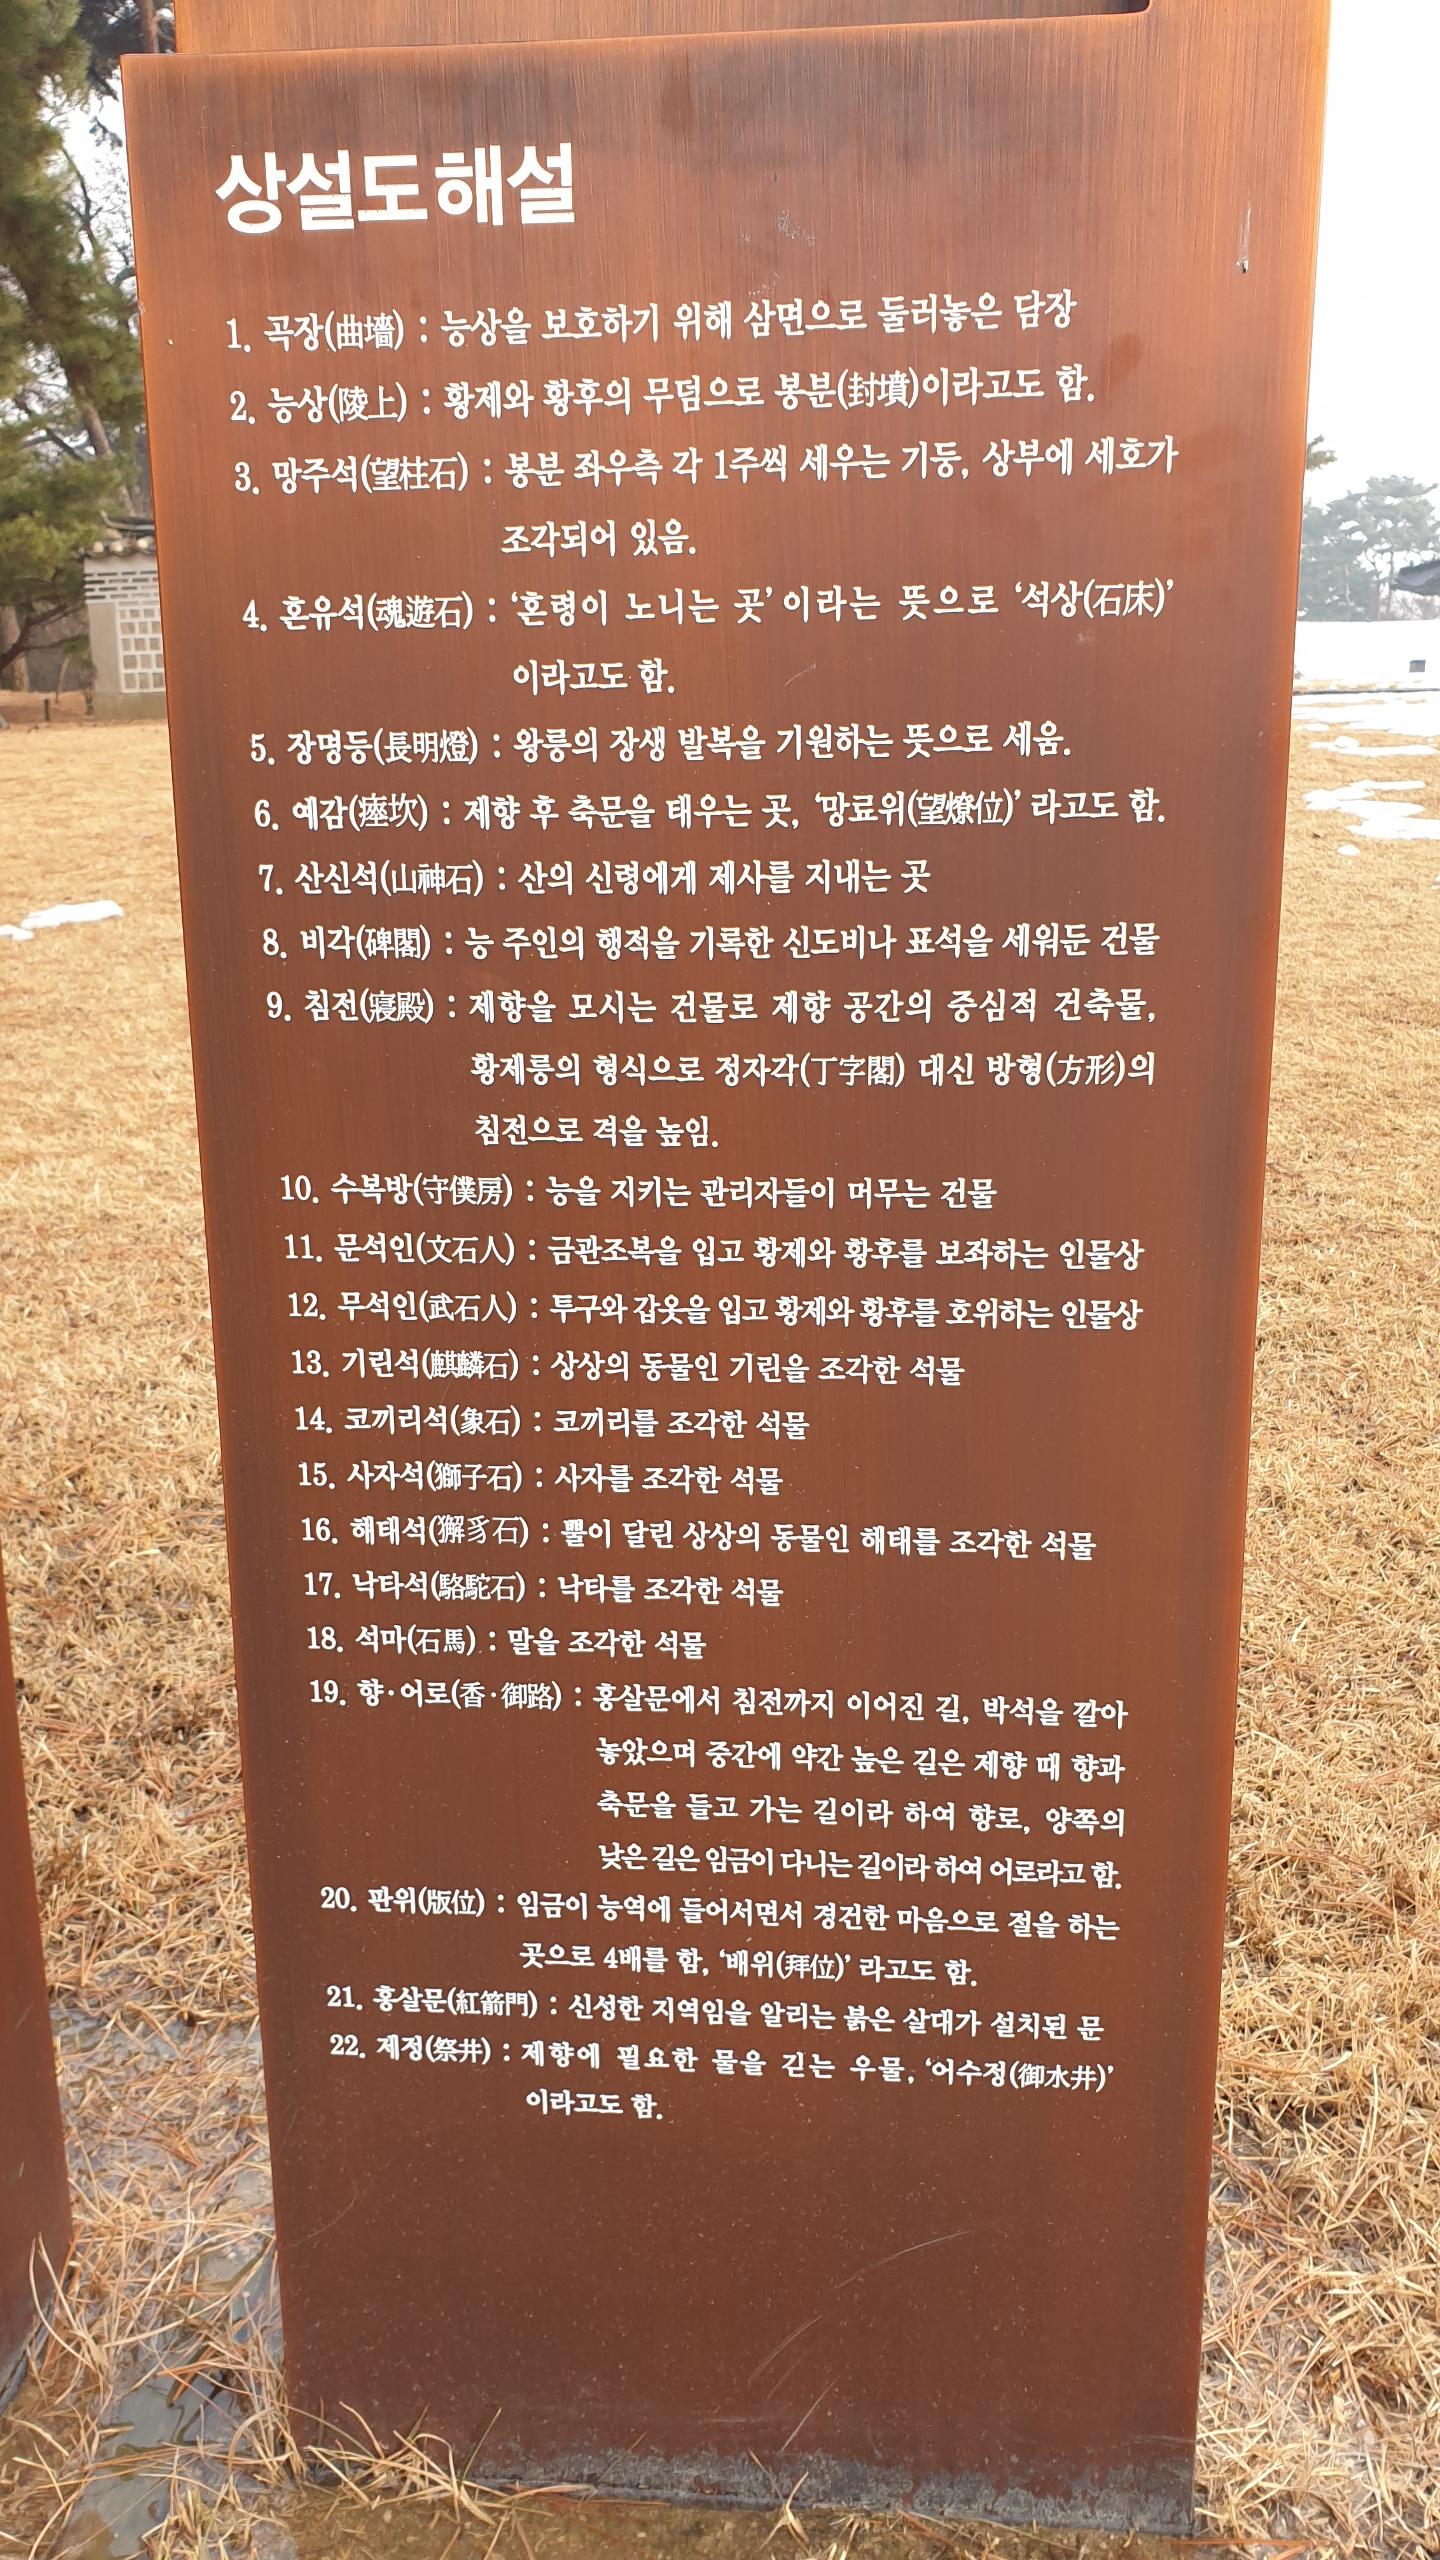 상설도 해설
1. 곡장(曲墻) : 능상을 보호하기 위해 삼면으로 둘러놓은 담장
2. 능상(陵上) : 황제와 황후의 무덤으로 봉분(封墳)이라고도 함.
3. 망주석(望柱石) : 봉분 좌우측 각 1주씩 세우는 기둥, 상부에 세호가
조각되어 있음.
4. 혼유석(魂遊石) : ‘혼령이 노니는 곳’ 이라는 뜻으로 ‘석상(石床)’
이라고도 함.
5. 장명등(長明燈) : 왕릉의 장생 발복을 기원하는 뜻으로 세움.
6. 예감(瘞坎) : 제향 후 축문을 태우는 곳, ‘망료위(望燎位)’ 라고도 함.
7. 산신석(山神石) : 산의 신령에게 제사를 지내는 곳
8. 비각(碑閣) : 능 주인의 행적을 기록한 신도비나 표석을 세워둔 건물
9. 침전(寢殿) : 제향을 모시는 건물로 제향 공간의 중심적 건축물,
황제릉의 형식으로 정자각(丁字閣) 대신 방형(方形)의
침전으로 격을 높임.
10. 수복방(守僕房) : 능을 지키는 관리자들이 머무는 건물
11. 문석인(文石人) : 금관조복을 입고 황제와 황후를 보좌하는 인물상
12. 무석인(武石人) : 투구와 갑옷을 입고 황제와 황후를 호위하는 인물상
13. 기린석(麒麟石) : 상상의 동물인 기린을 조각한 석물
14. 코끼리석(象石) : 코끼리를 조각한 석물
15. 사자석(獅子石) : 사자를 조각한 석물
16. 해태석(獬豸石) : 뿔이 달린 상상의 동물인 해태를 조각한 석물
17. 낙타석(駱駝石) : 낙타를 조각한 석물
18. 석마(石馬) : 말을 조각한 석물
19. 향·어로(香·御路) : 홍살문에서 침전까지 이어진 길, 박석을 깔아
놓았으며 중간에 약간 높은 길은 제향 때 향과
축문을 들고 가는 길이라 하여 향로, 양쪽의
낮은 길은 임금이 다니는 길이라 하여 어로라고 함.
20. 판위(版位) : 임금이 능역에 들어서면서 경건한 마음으로 절을 하는
곳으로 4배를 함, ‘배위(拜位)’ 라고도 함.
21. 홍살문(紅箭門) : 신성한 지역임을 알리는 붉은 살대가 설치된 문
22. 제정(祭井) : 제향에 필요한 물을 긷는 우물, ‘어수정(御水井)’
이라고도 함.